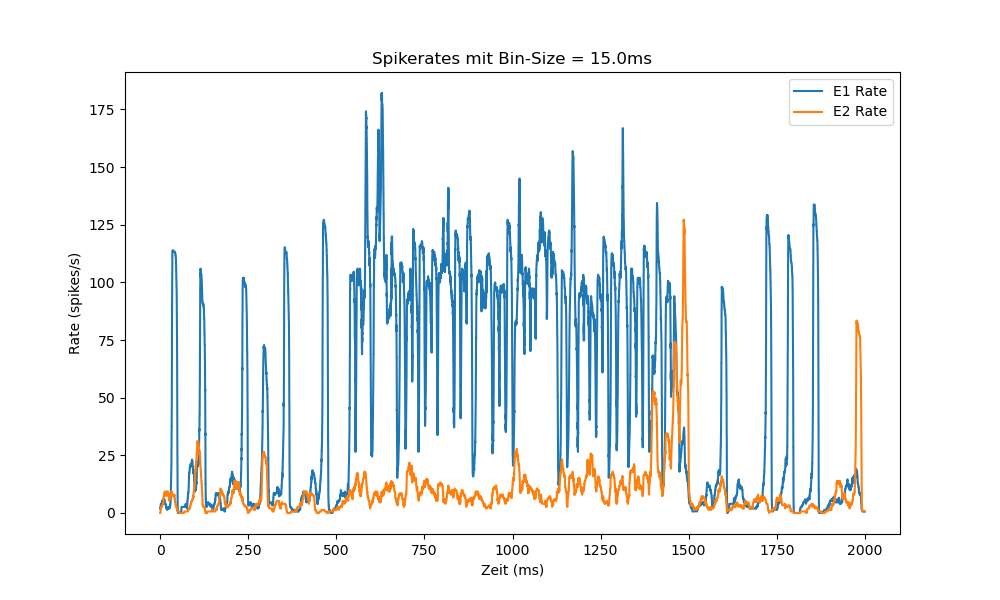 Spikerates mit Bin-Size = 15.0ms
E1 Rate
E2 Rate
Rate (spikes/s)
175
150
125
100
75
50
25
0
0 250 500 750 1000 1250 1500 1750 2000
Zeit (ms)